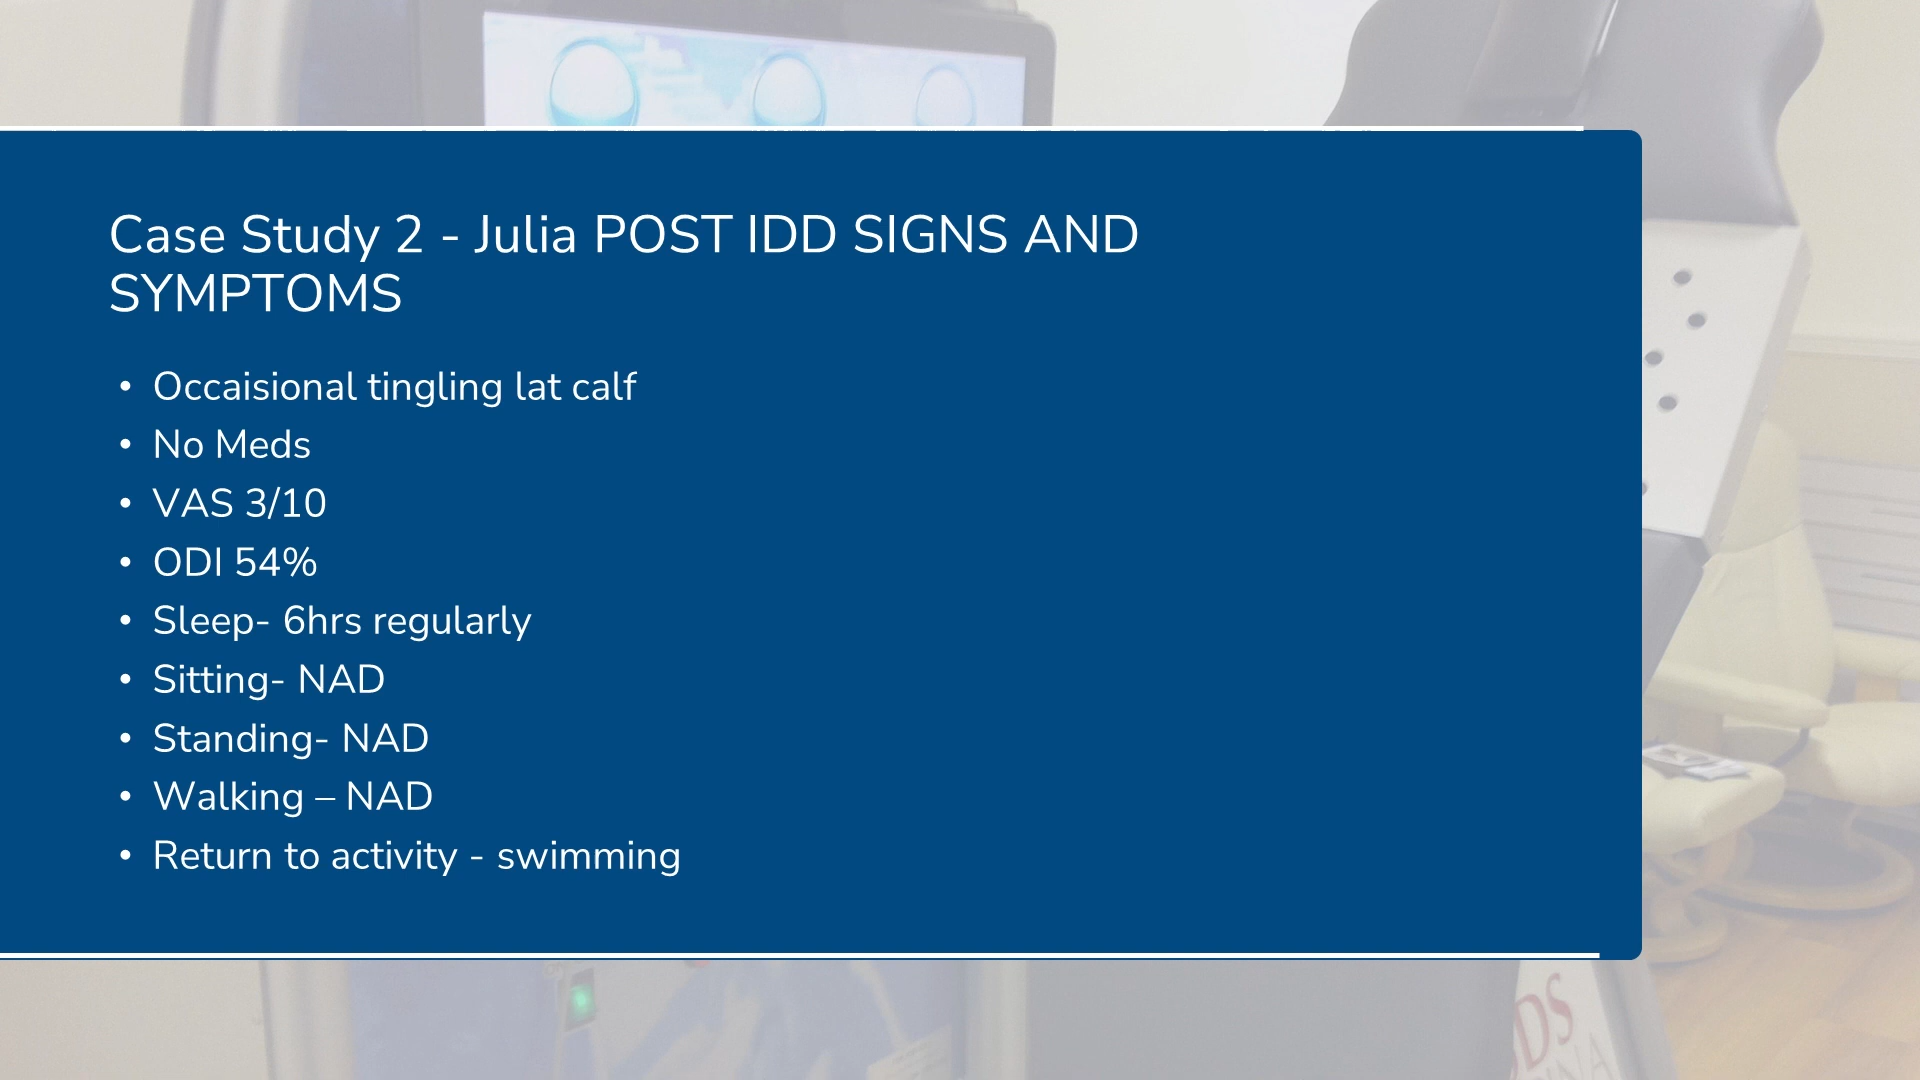 Case Study 2 - Julia POST IDD SIGNS AND
SYMPTOMS
• Occaisional tingling lat calf
• No Meds
• VAS 3/10
• ODI 54%
• Sleep- 6hrs regularly
• Sitting- NAD
• Standing- NAD
• Walking – NAD
• Return to activity - swimming